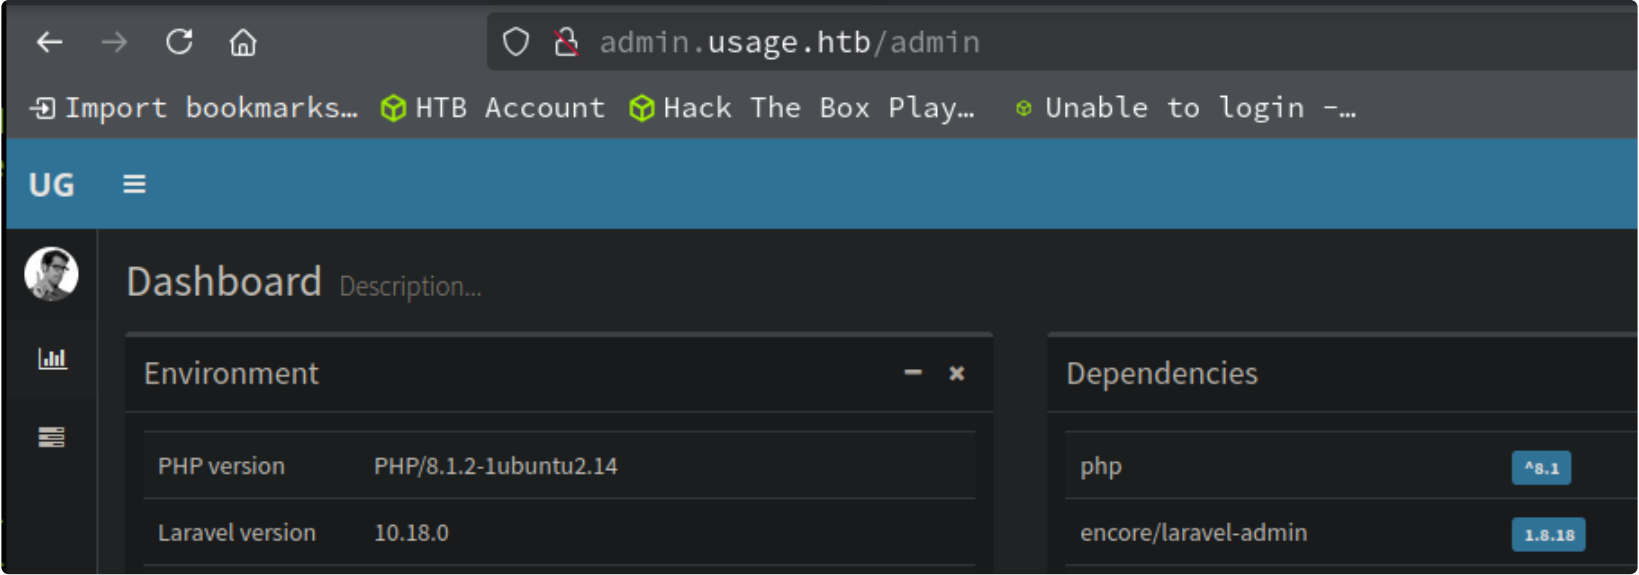 admin.usage.htb/admin
Import bookmarks… HTB Account Hack The Box Play… Unable to login –…
UG
Dashboard Description...
Environment
PHP version PHP/8.1.2-1ubuntu2.14
Laravel version 10.18.0
Dependencies
php ^8.1
encore/laravel-admin 1.8.18